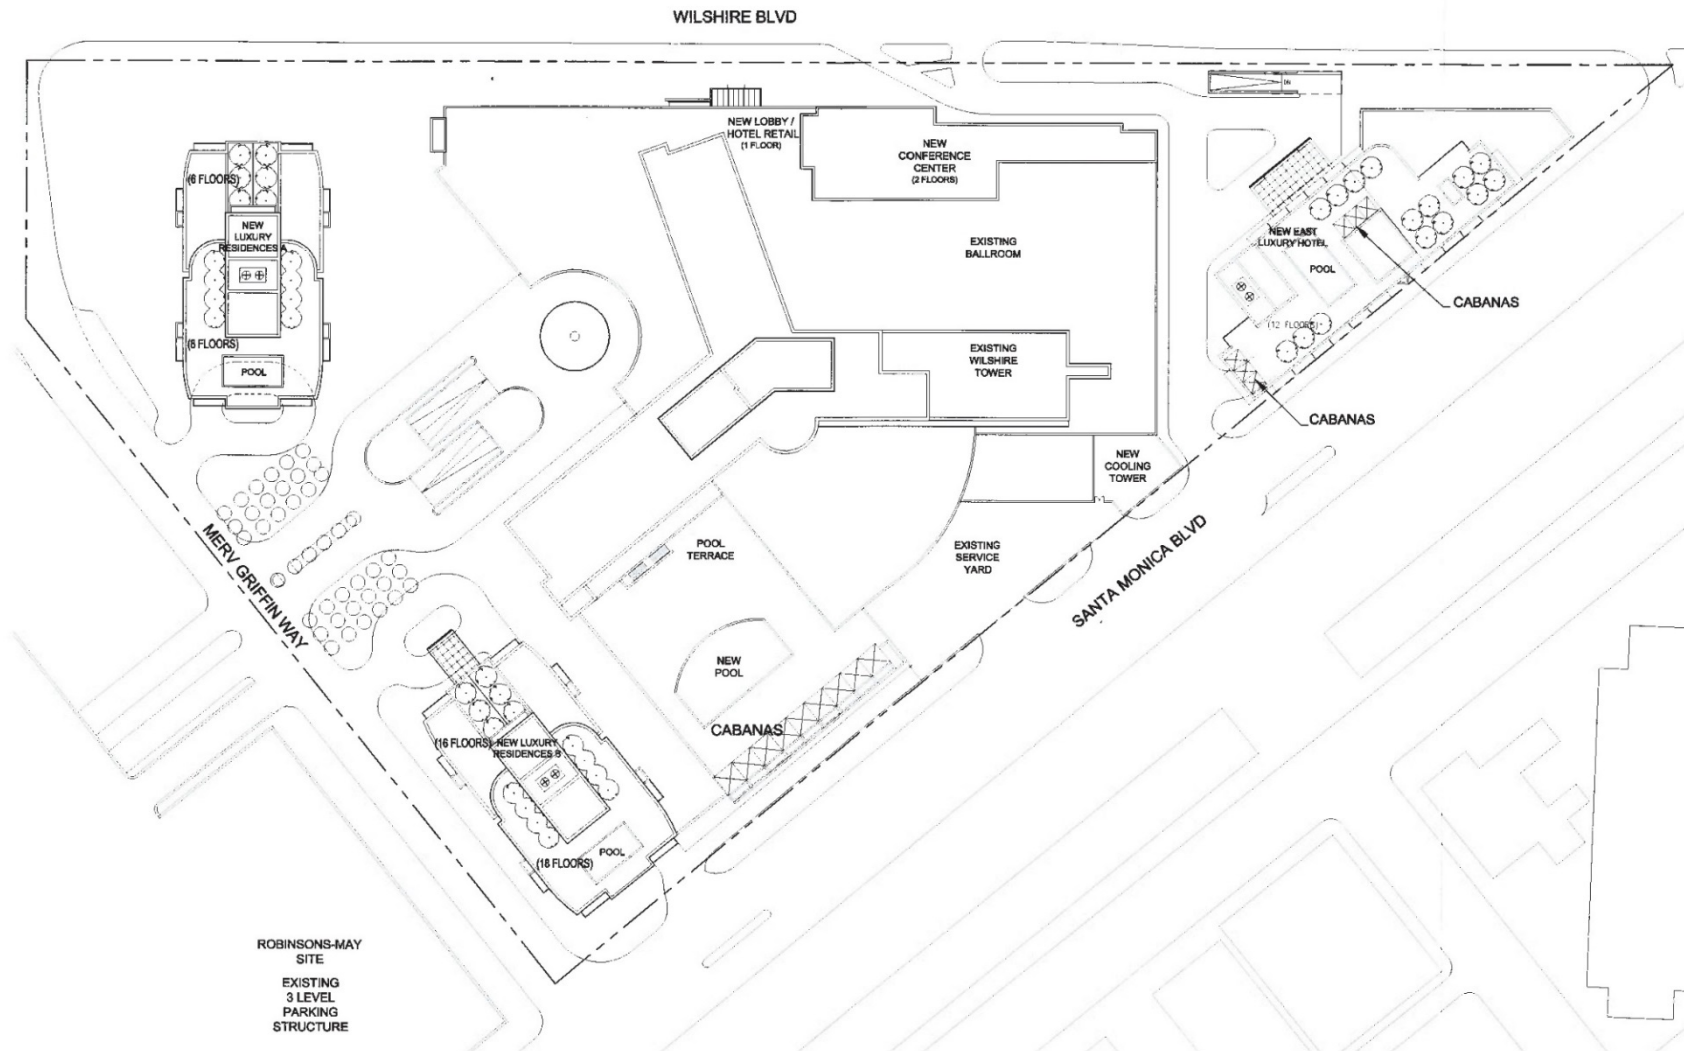 WILSHIRE BLVD
NEW LOBBY /
HOTEL RETAIL
(1 FLOOR)
NEW
CONFERENCE
CENTER
(2 FLOORS)
DN
(6 FLOORS)
NEW
LUXURY
RESIDENCES A
(8 FLOORS)
POOL
EXISTING
BALLROOM
NEW EAST
LUXURY HOTEL
POOL
CABANAS
(12 FLOORS)
CABANAS
EXISTING
WILSHIRE
TOWER
NEW
COOLING
TOWER
POOL
TERRACE
EXISTING
SERVICE
YARD
SANTA MONICA BLVD
MERV GRIFFIN WAY
NEW
POOL
CABANAS
(16 FLOORS)
NEW LUXURY
RESIDENCES B
(18 FLOORS)
POOL
ROBINSONS-MAY
SITE
EXISTING
3 LEVEL
PARKING
STRUCTURE